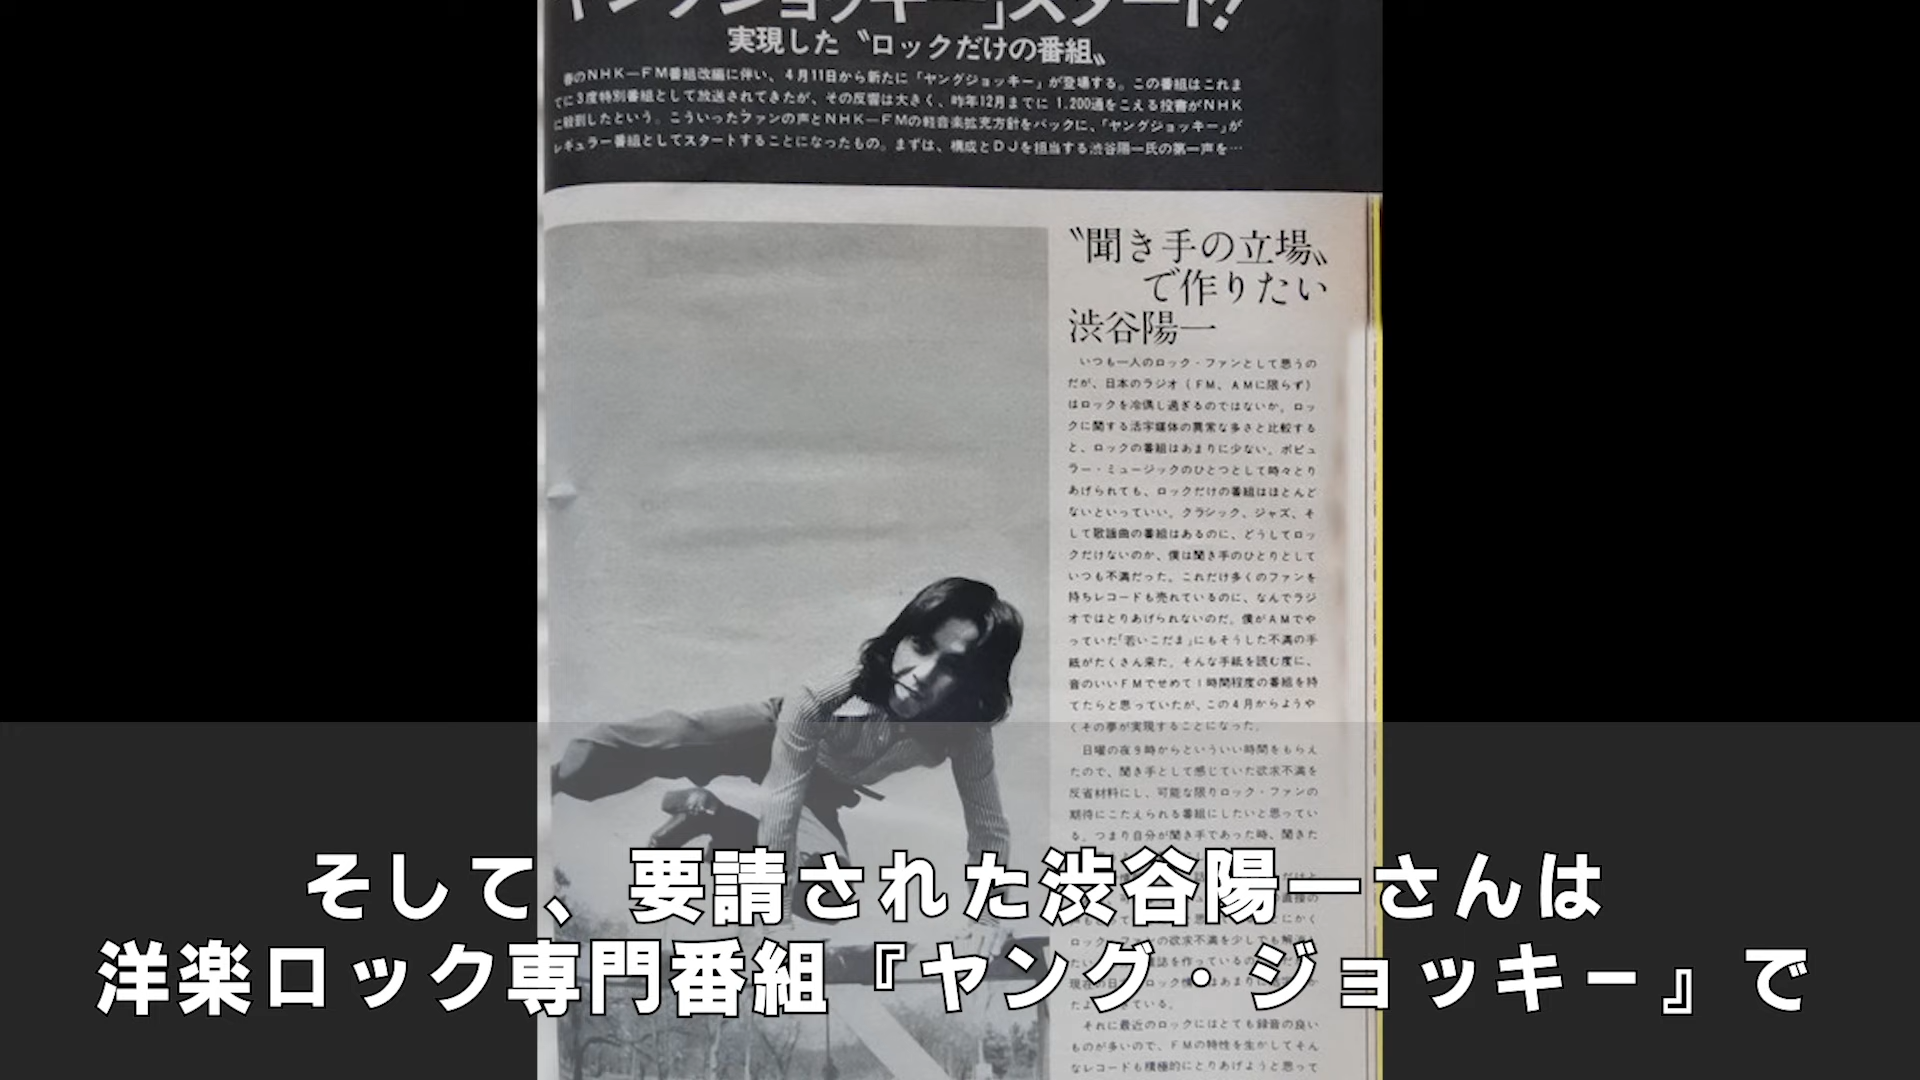 ヤングジョッキー」スタート!
実現した〝ロックだけの番組〟
春のNHK―FM番組改編に伴い、4月11日から新たに「ヤングジョッキー」が登場する。この番組はこれま
でに3度特別番組として放送されてきたが、その反響は大きく、昨年12月までに1,200通をこえる投書がNHK
に殺到したという。こういったファンの声とNHK―FMの軽音楽拡充方針をバックに、「ヤングジョッキー」が
レギュラー番組としてスタートすることになったもの。まずは、構成とDJを担当する渋谷陽一氏の第一声を…
〝聞き手の立場〟
で作りたい
渋谷陽一
いつも一人のロック・ファンとして思うの
だが、日本のラジオ(FM、AMに限らず)
はロックを冷偶し過ぎるのではないか。ロッ
クに関する活字媒体の異常な多さと比較する
と、ロックの番組はあまりに少ない。ポピュ
ラー・ミュージックのひとつとして時々とり
あげられても、ロックだけの番組はほとんど
ないといっていい。クラシック、ジャズ、そ
して歌謡曲の番組はあるのに、どうしてロッ
クだけないのか、僕は聞き手のひとりとして
いつも不満だった。これだけ多くのファンを
持ちレコードも売れているのに、なんでラジ
オではとりあげられないのだ。僕がAMでや
っていた「若いこだま」にもそうした不満の手
紙がたくさん来た。そんな手紙を読む度に、
音のいいFMでせめて1時間程度の番組を持
てたらと思っていたが、この4月からようや
くその夢が実現することになった。
日曜の夜9時からといういい時間をもらえ
たので、聞き手として感じていた欲求不満を
反省材料にし、可能な限りロック・ファンの
期待にこたえられる番組にしたいと思ってい
る。つまり自分が聞き手であった時、聞きた
そして、要請された渋谷陽一さんは
洋楽ロック専門番組『ヤング・ジョッキー』で
ロック・ファンの欲求不満を少しでも解消し
それに最近のロックにはとても録音の良い
ものが多いので、FMの特性を生かしてそん
なレコードも積極的にとりあげようと思って